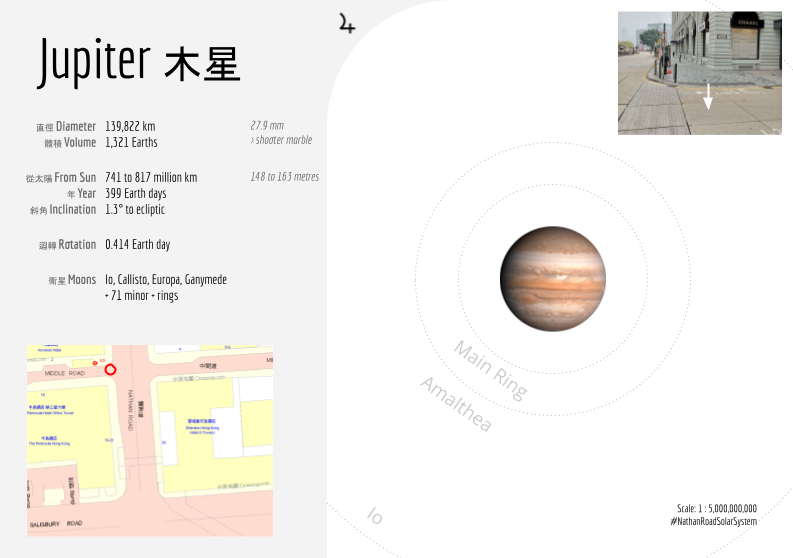 ♃
Jupiter 木星
直徑 Diameter 139,822 km 27.9 mm
體積 Volume 1,321 Earths › shooter marble
從太陽 From Sun 741 to 817 million km 148 to 163 metres
年 Year 399 Earth days
斜角 Inclination 1.3° to ecliptic
迴轉 Rotation 0.414 Earth day
衛星 Moons Io, Callisto, Europa, Ganymede
+ 71 minor + rings
CHANEL
Main Ring
Amalthea
Io
MIDDLE ROAD
中間道
NATHAN ROAD
彌敦道
The Peninsula Hong Kong
SALISBURY ROAD
Scale: 1 : 5,000,000,000
#NathanRoadSolarSystem